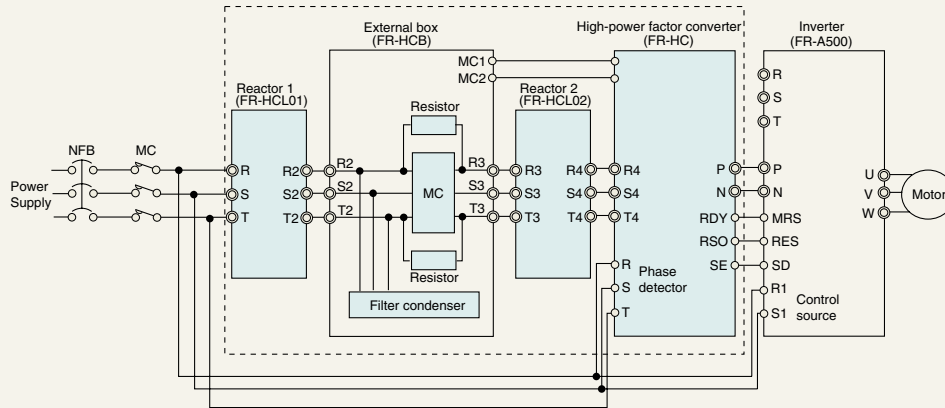 External box
(FR-HCB)
High-power factor converter
(FR-HC)
Inverter
(FR-A500)
MC1
MC2
Reactor 1
(FR-HCL01)
Reactor 2
(FR-HCL02)
Resistor
R
S
T
NFB
MC
R
R2
R2
R3
R3
R4
R4
P
P
Power
Supply
S
S2
S2
MC
S3
S3
S4
S4
N
N
U
V
W
Motor
T
T2
T2
T3
T3
T4
T4
RDY
MRS
RSO
RES
Resistor
R
Phase
detector
SE
SD
S
R1
Control
source
Filter condenser
T
S1